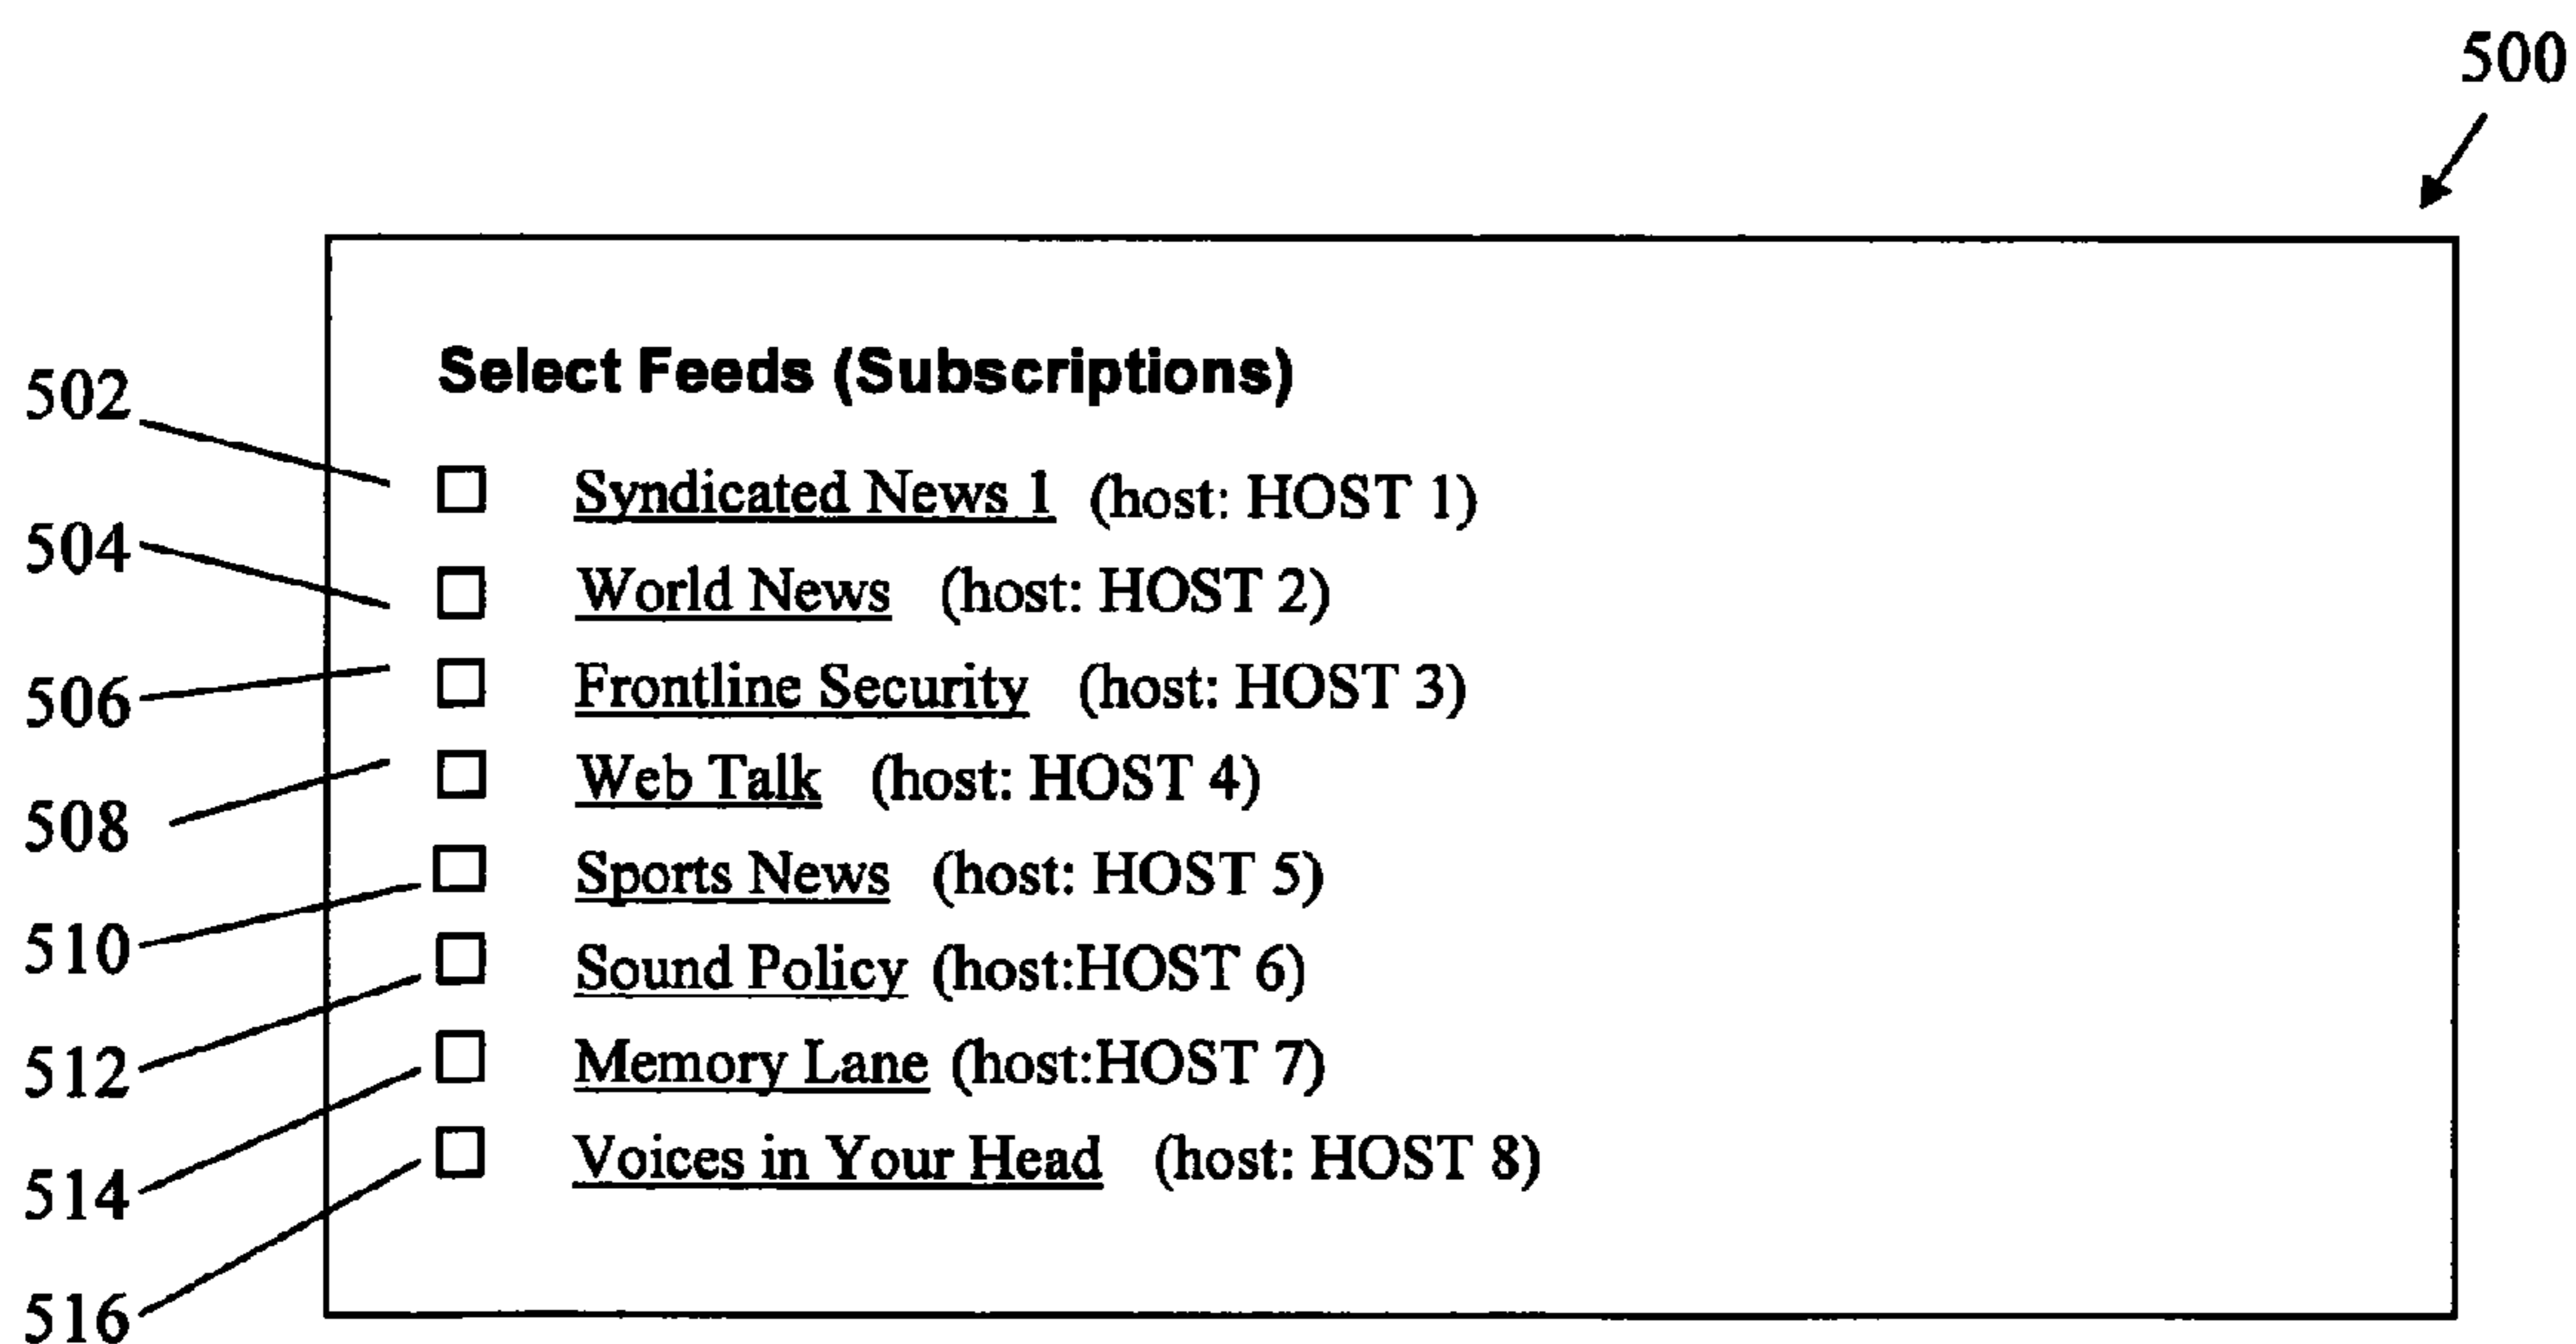 500
Select Feeds (Subscriptions)
502
Syndicated News 1 (host: HOST 1)
504
World News (host: HOST 2)
506
Frontline Security (host: HOST 3)
508
Web Talk (host: HOST 4)
510
Sports News (host: HOST 5)
512
Sound Policy (host:HOST 6)
514
Memory Lane (host:HOST 7)
516
Voices in Your Head (host: HOST 8)